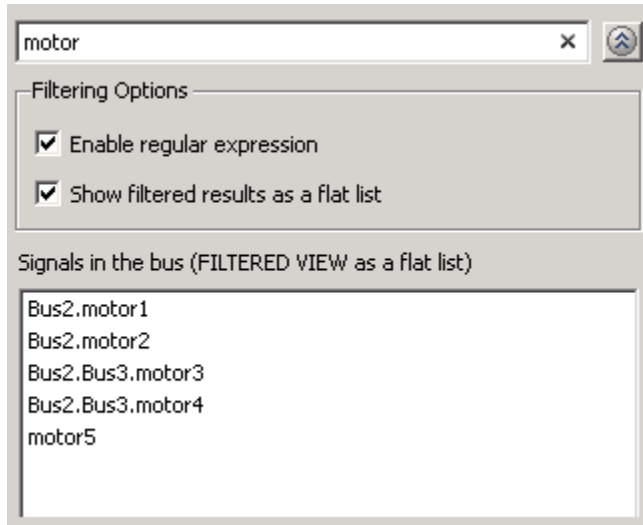 motor
Filtering Options
Enable regular expression
Show filtered results as a flat list
Signals in the bus (FILTERED VIEW as a flat list)
Bus2.motor1
Bus2.motor2
Bus2.Bus3.motor3
Bus2.Bus3.motor4
motor5